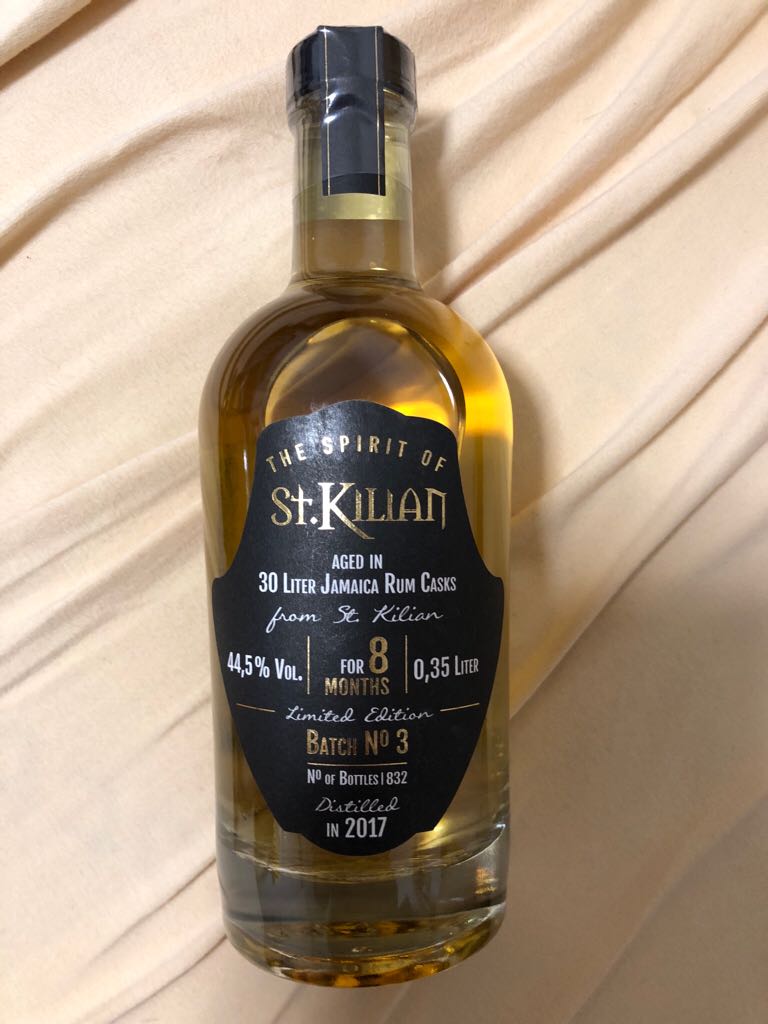 THE SPIRIT OF
St. KILIAN
AGED IN
30 LITER JAMAICA RUM CASKS
from St. Kilian
44,5% VOL. FOR 8 MONTHS 0,35 LITER
Limited Edition
BATCH Nº 3
Nº OF BOTTLES | 832
Distilled
IN 2017